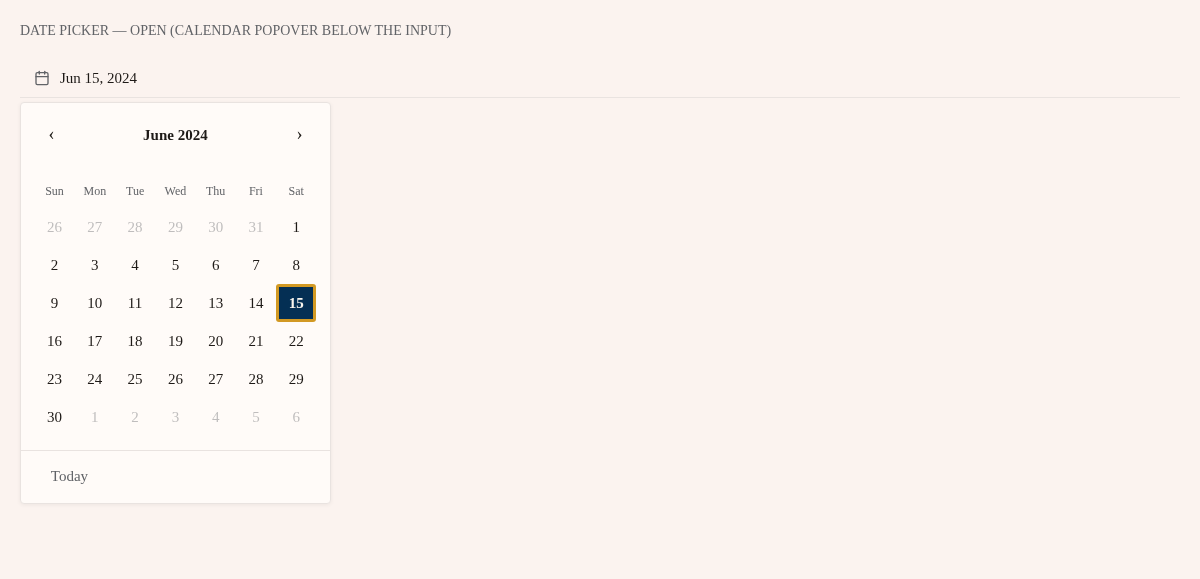 DATE PICKER — OPEN (CALENDAR POPOVER BELOW THE INPUT)
Jun 15, 2024
‹ June 2024 ›
Sun Mon Tue Wed Thu Fri Sat
26 27 28 29 30 31 1
2 3 4 5 6 7 8
9 10 11 12 13 14 15
16 17 18 19 20 21 22
23 24 25 26 27 28 29
30 1 2 3 4 5 6
Today